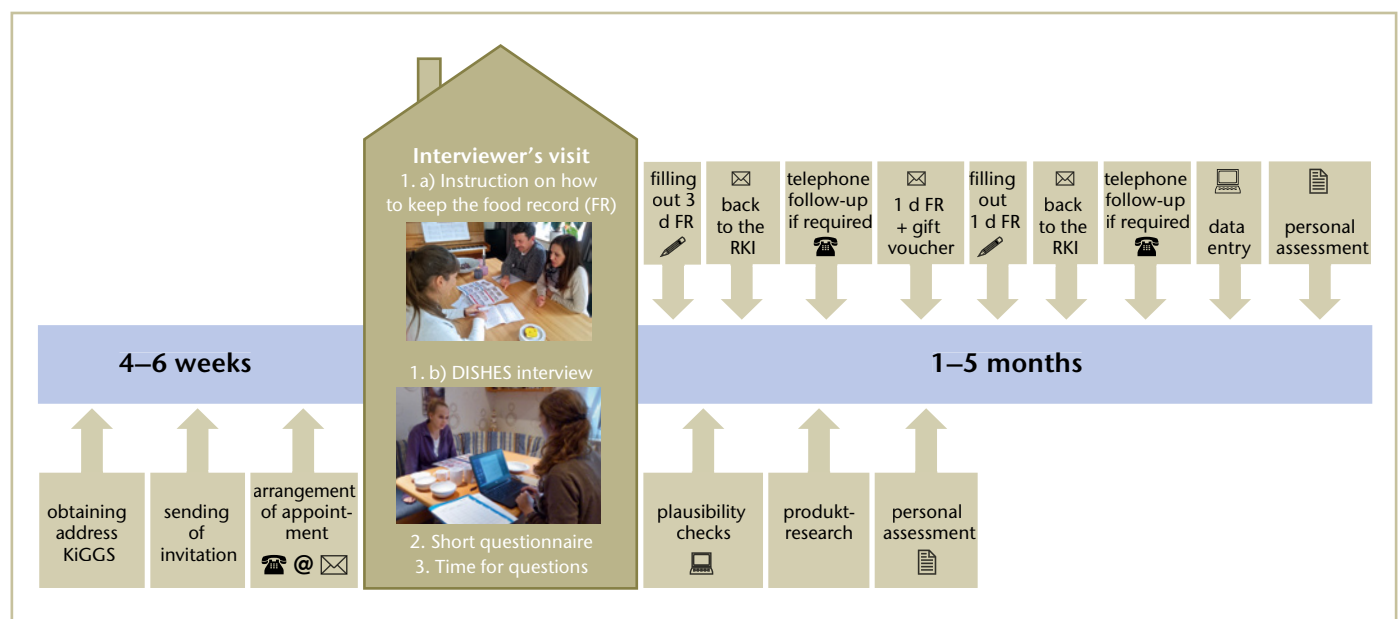 Interviewer's visit
1. a) Instruction on how
to keep the food record (FR)
1. b) DISHES interview
2. Short questionnaire
3. Time for questions
filling
out 3
d FR
back
to the
RKI
telephone
follow-up
if required
1 d FR
+ gift
voucher
filling
out
1 d FR
back
to the
RKI
telephone
follow-up
if required
data
entry
personal
assessment
4–6 weeks
1–5 months
obtaining
address
KiGGS
sending
of
invitation
arrangement
of appoint-
ment
@
plausibility
checks
produkt-
research
personal
assessment